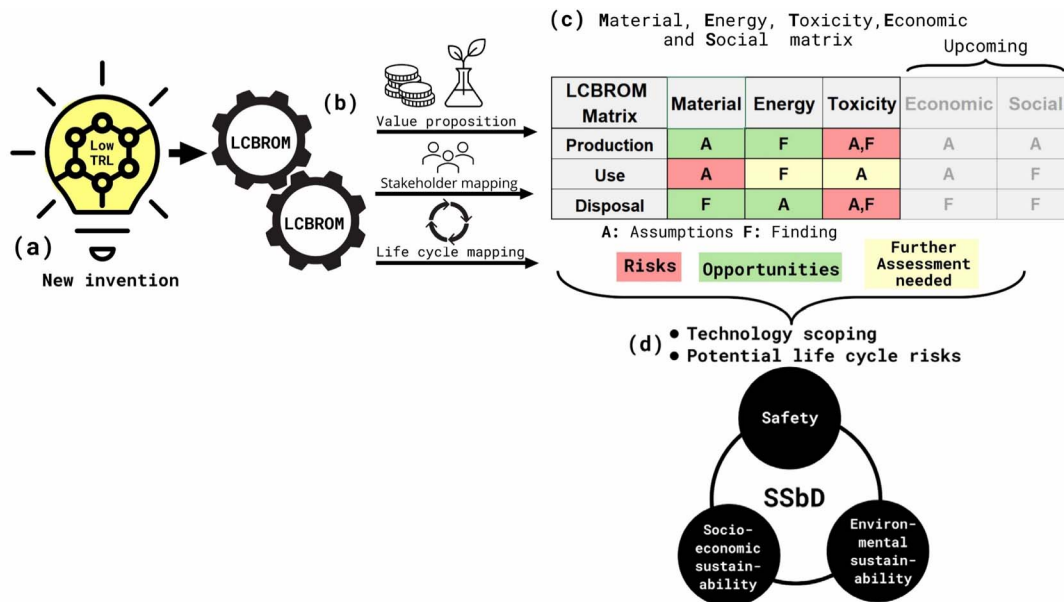 (c) Material, Energy, Toxicity,Economic
and Social matrix
Upcoming
(b)
Low
TRL
LCBROM
LCBROM
(a)
New invention
Value proposition
Stakeholder mapping
Life cycle mapping
LCBROM Matrix Material Energy Toxicity Economic Social
Production A F A,F A A
Use A F A A F
Disposal F A A,F F F
A: Assumptions F: Finding
Risks
Opportunities
Further
Assessment
needed
(d)
• Technology scoping
• Potential life cycle risks
Safety
SSbD
Socio-
economic
sustain-
ability
Environ-
mental
sustain-
ability